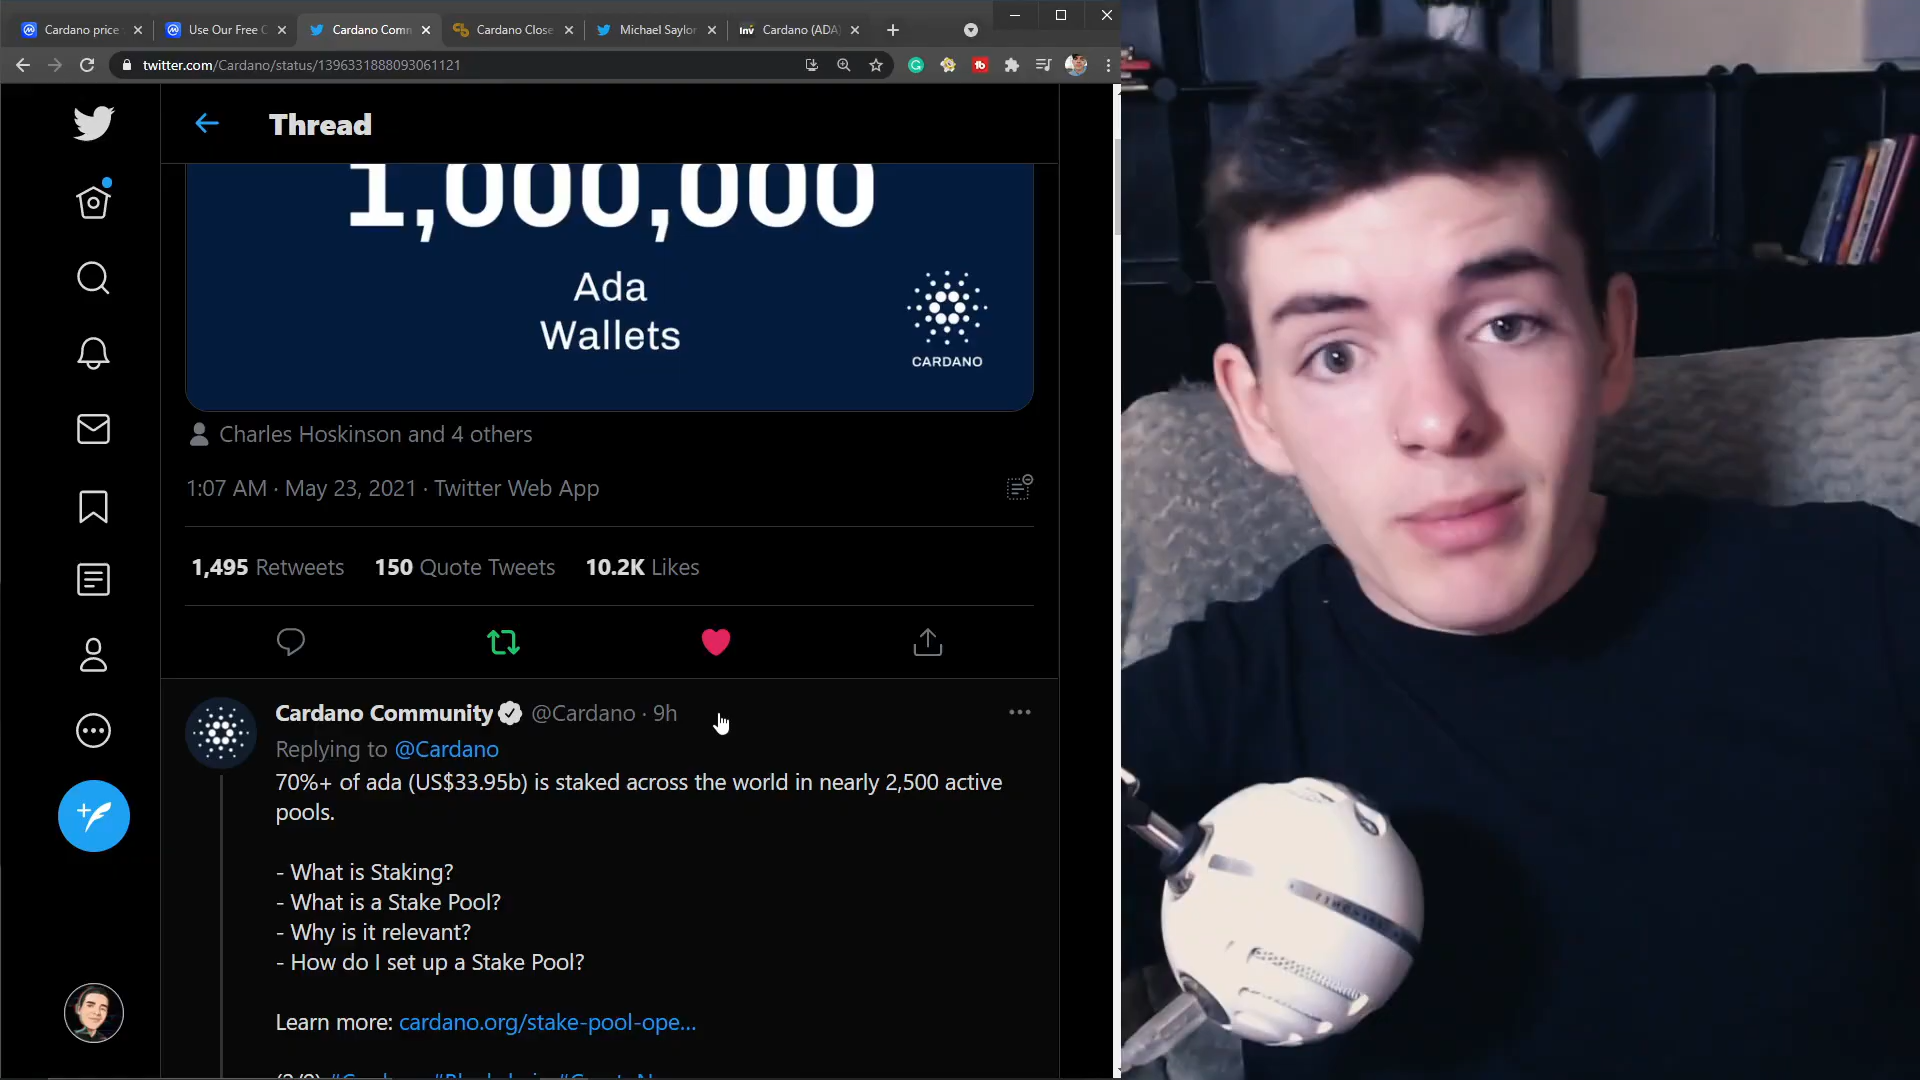 Cardano price
Use Our Free C
Cardano Comm
Cardano Close
Michael Saylor
Inv Cardano (ADA)
twitter.com/Cardano/status/1396331888093061121
Thread
1,000,000
Ada
Wallets
CARDANO
Charles Hoskinson and 4 others
1:07 AM · May 23, 2021 · Twitter Web App
1,495 Retweets 150 Quote Tweets 10.2K Likes
Cardano Community @Cardano · 9h
Replying to @Cardano
70%+ of ada (US$33.95b) is staked across the world in nearly 2,500 active
pools.
- What is Staking?
- What is a Stake Pool?
- Why is it relevant?
- How do I set up a Stake Pool?
Learn more: cardano.org/stake-pool-ope...